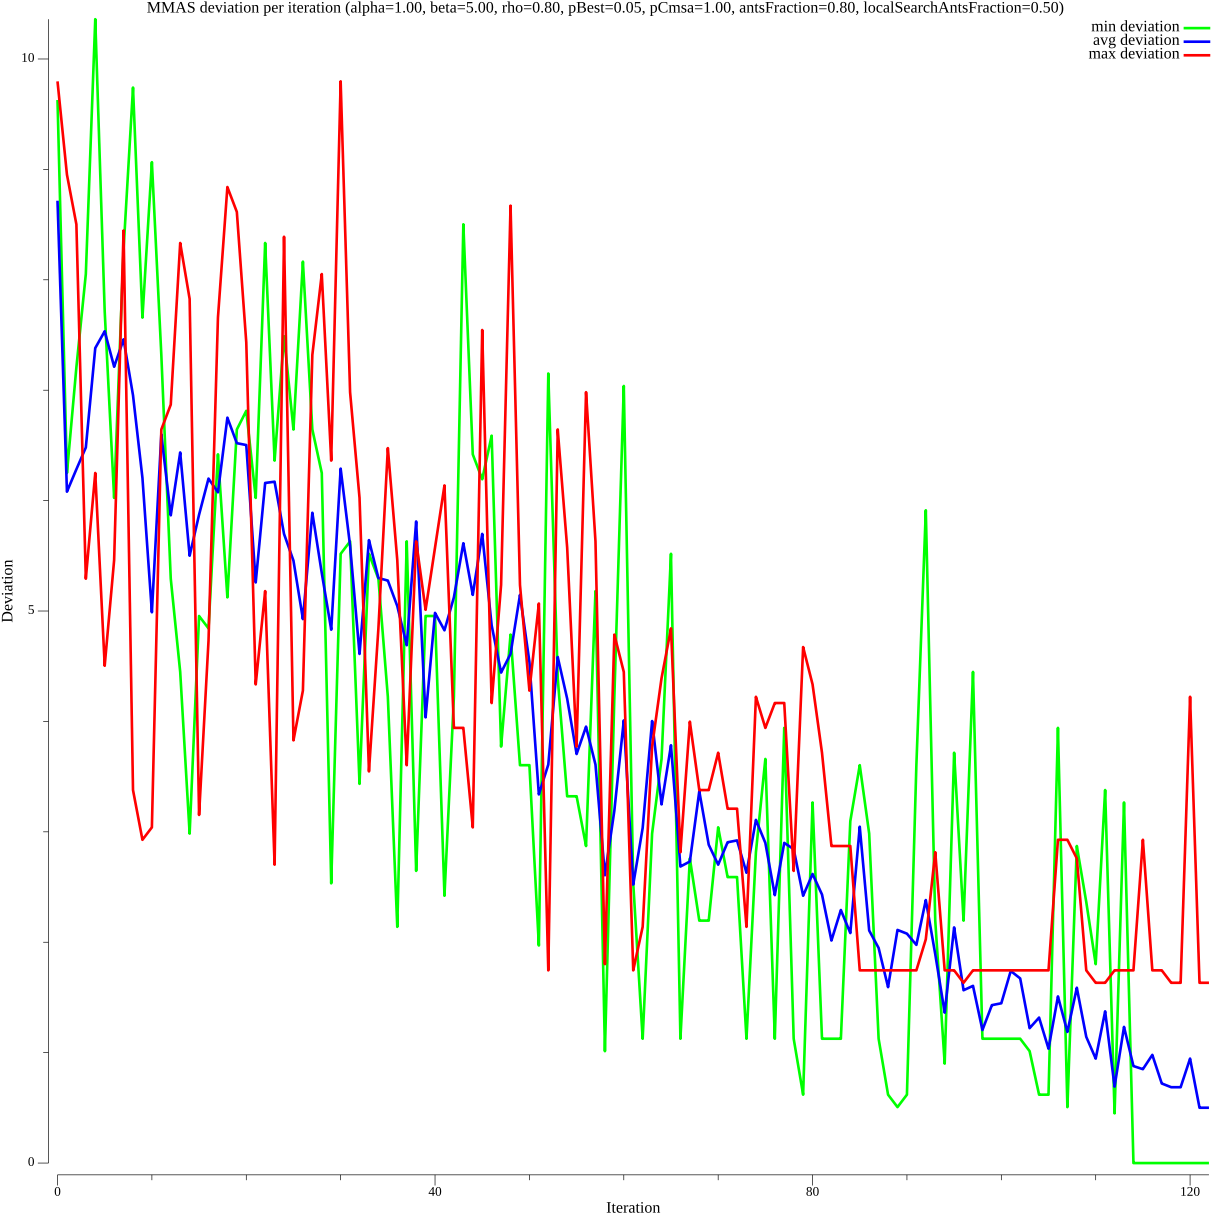 MMAS deviation per iteration (alpha=1.00, beta=5.00, rho=0.80, pBest=0.05, pCmsa=1.00, antsFraction=0.80, localSearchAntsFraction=0.50)
min deviation
avg deviation
max deviation
10
5
0
Deviation
0 40 80 120
Iteration